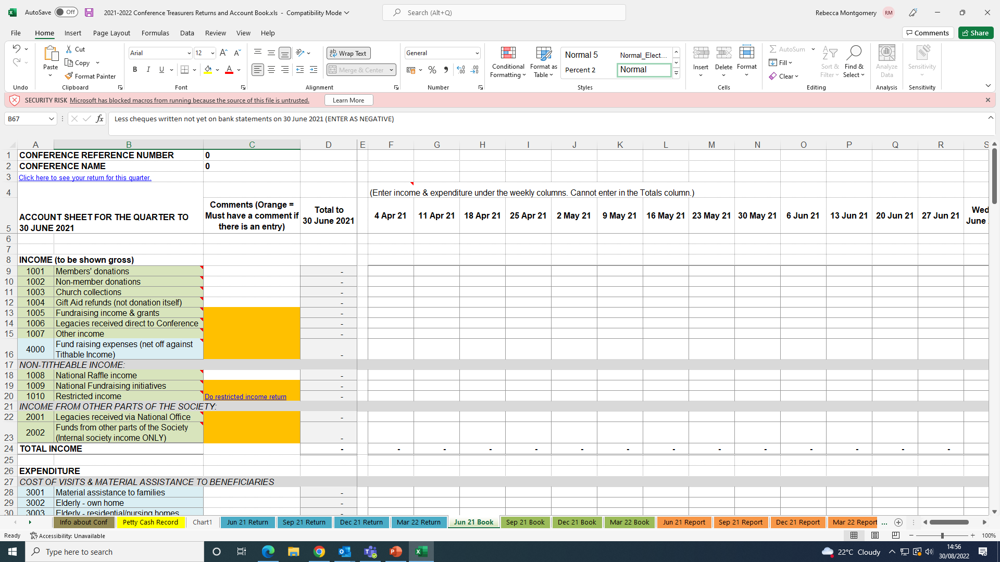 AutoSave Off 2021-2022 Conference Treasurers Returns and Account Book.xls - Compatibility Mode Search (Alt+Q) Rebecca Montgomery RM
File Home Insert Page Layout Formulas Data Review View Help Comments Share
Cut
Copy
Paste Format Painter
Arial 12
B I U
ab Wrap Text
Merge & Center
General
%
Conditional Formatting
Format as Table
Normal 5 Normal_Elect...
Percent 2 Normal
Insert Delete Format
AutoSum
Fill
Clear
Sort & Filter
Find & Select
Analyze Data
Sensitivity
Undo Clipboard Font Alignment Number Styles Cells Editing Analysis Sensitivity
SECURITY RISK Microsoft has blocked macros from running because the source of this file is untrusted. Learn More
B67 fx Less cheques written not yet on bank statements on 30 June 2021 (ENTER AS NEGATIVE)
A B C D E F G H I J K L M N O P Q R S
1 CONFERENCE REFERENCE NUMBER 0
2 CONFERENCE NAME 0
3 Click here to see your return for this quarter.
4 (Enter income & expenditure under the weekly columns. Cannot enter in the Totals column.)
5 ACCOUNT SHEET FOR THE QUARTER TO 30 JUNE 2021 Comments (Orange = Must have a comment if there is an entry) Total to 30 June 2021 4 Apr 21 11 Apr 21 18 Apr 21 25 Apr 21 2 May 21 9 May 21 16 May 21 23 May 21 30 May 21 6 Jun 21 13 Jun 21 20 Jun 21 27 Jun 21 Wed June
6
7
8 INCOME (to be shown gross)
9 1001 Members' donations -
10 1002 Non-member donations -
11 1003 Church collections -
12 1004 Gift Aid refunds (not donation itself) -
13 1005 Fundraising income & grants -
14 1006 Legacies received direct to Conference -
15 1007 Other income -
16 4000 Fund raising expenses (net off against Tithable Income) -
17 NON-TITHEABLE INCOME:
18 1008 National Raffle income -
19 1009 National Fundraising initiatives -
20 1010 Restricted income Do restricted income return -
21 INCOME FROM OTHER PARTS OF THE SOCIETY:
22 2001 Legacies received via National Office -
23 2002 Funds from other parts of the Society (Internal society income ONLY) -
24 TOTAL INCOME - - - - - - - - - - - - - -
25
26 EXPENDITURE
27 COST OF VISITS & MATERIAL ASSISTANCE TO BENEFICIARIES
28 3001 Material assistance to families -
29 3002 Elderly - own home -
30 3003 Elderly - residential/nursing homes
Info about Conf Petty Cash Record Chart1 Jun 21 Return Sep 21 Return Dec 21 Return Mar 22 Return Jun 21 Book Sep 21 Book Dec 21 Book Mar 22 Book Jun 21 Report Sep 21 Report Dec 21 Report Mar 22 Report ...
Ready Accessibility: Unavailable 100%
Type here to search 22°C Cloudy 14:56
30/08/2022